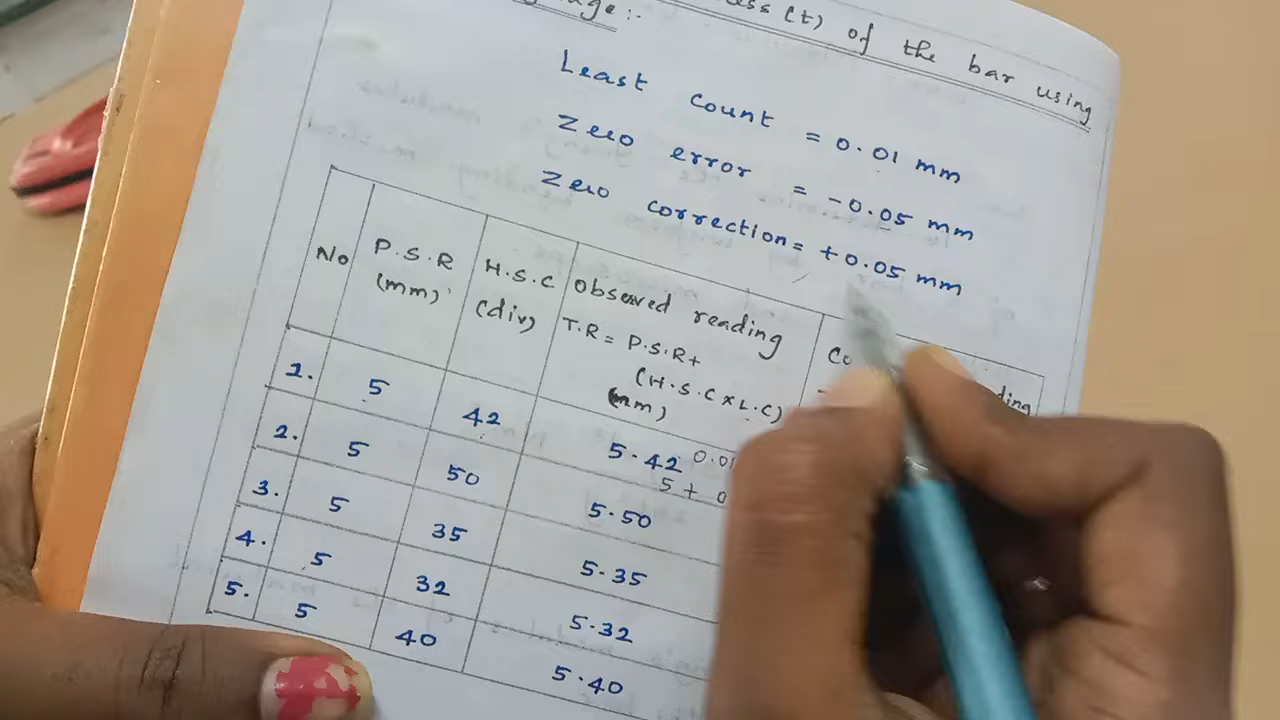 (t) of the bar using
Least count = 0.01 mm
Zero error = -0.05 mm
Zero correction = +0.05 mm
No
P.S.R
(mm)
H.S.C
(div)
Observed reading
T.R = P.S.R+
(H.S.C x L.C)
(mm)
1. 5 42 5.42
2. 5 50 5.50
3. 5 35 5.35
4. 5 32 5.32
5. 5 40 5.40
5 +